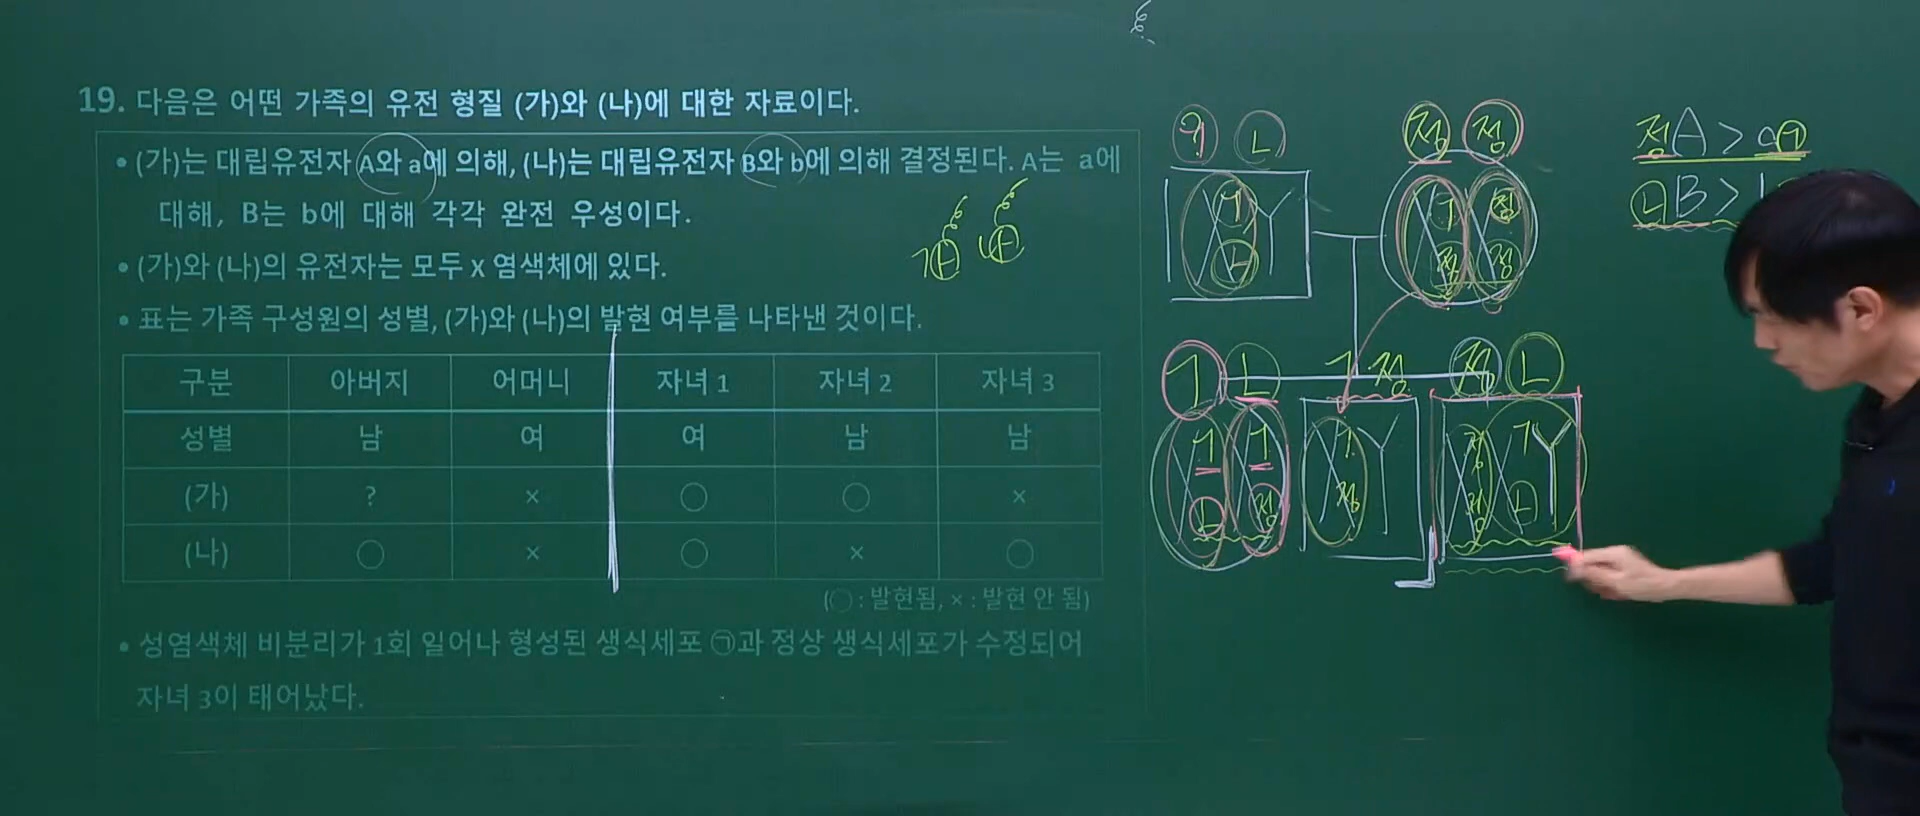 19. 다음은 어떤 가족의 유전 형질 (가)와 (나)에 대한 자료이다.
• (가)는 대립유전자 A와 a에 의해, (나)는 대립유전자 B와 b에 의해 결정된다. A는 a에
대해, B는 b에 대해 각각 완전 우성이다.
• (가)와 (나)의 유전자는 모두 X 염색체에 있다.
• 표는 가족 구성원의 성별, (가)와 (나)의 발현 여부를 나타낸 것이다.
구분 아버지 어머니 자녀 1 자녀 2 자녀 3
성별 남 여 여 남 남
(가) ? × ○ ○ ×
(나) ○ × ○ × ○
(○ : 발현됨, × : 발현 안 됨)
• 성염색체 비분리가 1회 일어나 형성된 생식세포 ㉠과 정상 생식세포가 수정되어
자녀 3이 태어났다.
ㄴ 정 정
정 A >
ㄴ B >
ㄱ ㄴ ㄱ 정 정 ㄴ